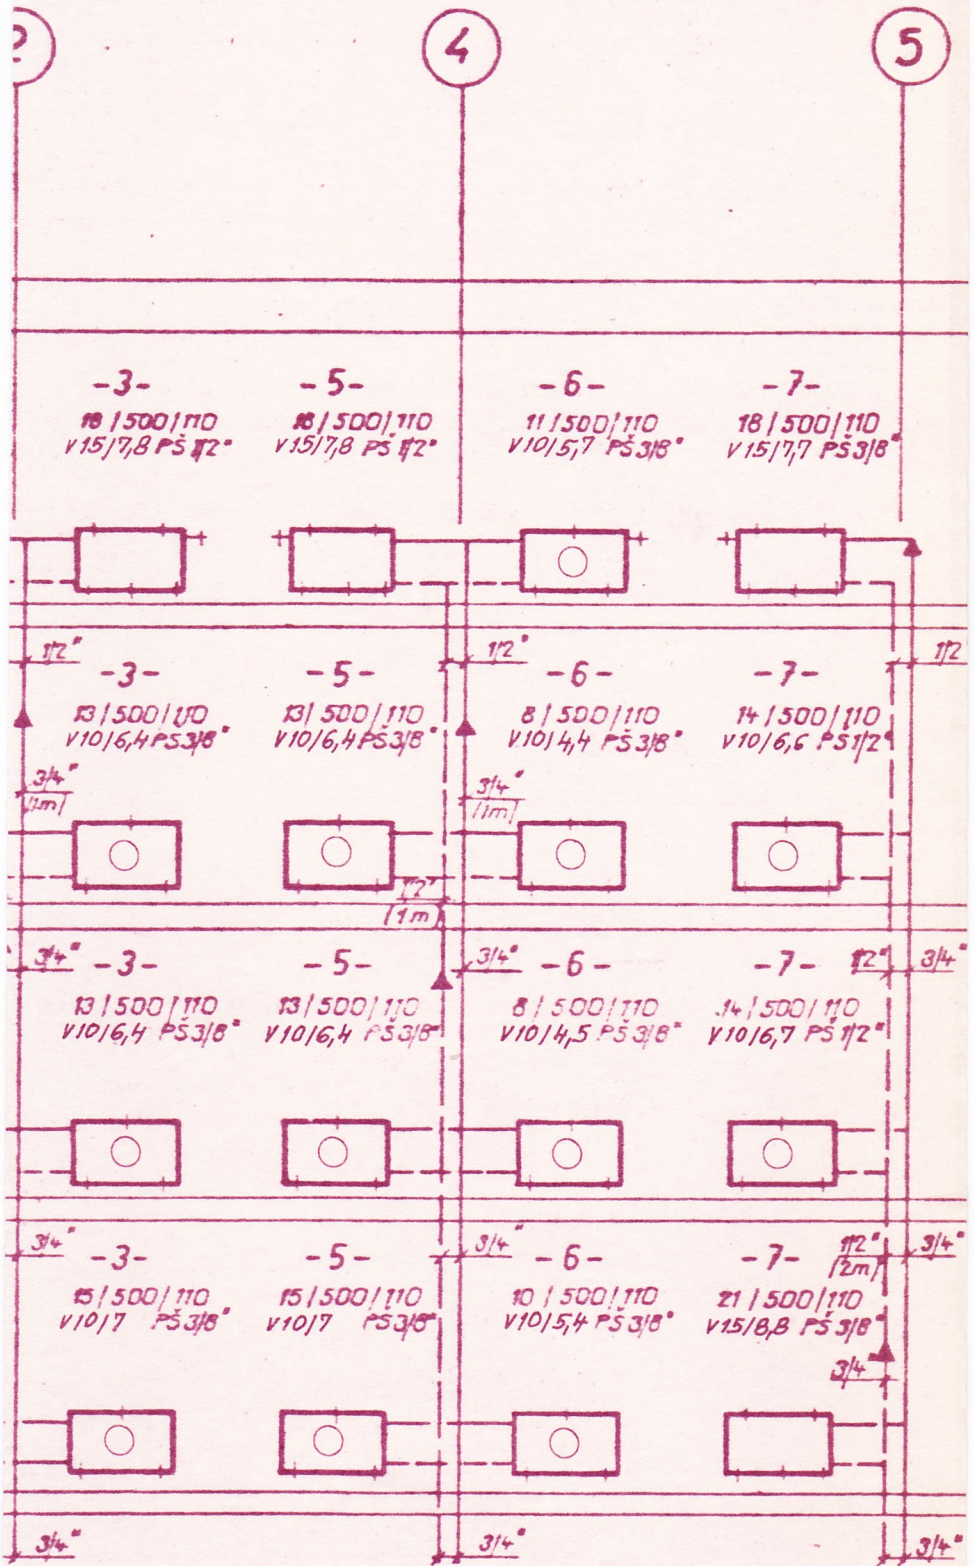 4
5
-3-
-5-
-6-
-7-
18/500/110
18/500/110
11/500/110
18/500/110
V15/7,8 PŠ 1/2"
V15/7,8 PŠ 1/2"
V10/5,7 PŠ 3/8"
V15/7,7 PŠ 3/8"
1/2"
1/2"
1/2
-3-
-5-
-6-
-7-
13/500/110
13/500/110
8/500/110
14/500/110
V10/6,4 PŠ 3/8"
V10/6,4 PŠ 3/8"
V10/4,4 PŠ 3/8"
V10/6,6 PŠ 1/2"
3/4"
(1m)
3/4"
(1m)
1/2"
(1m)
3/4"
-3-
-5-
3/4"
-6-
-7-
1/2"
3/4"
13/500/110
13/500/110
8/500/110
14/500/110
V10/6,4 PŠ 3/8"
V10/6,4 PŠ 3/8"
V10/4,5 PŠ 3/8"
V10/6,7 PŠ 1/2"
3/4"
-3-
-5-
3/4"
-6-
-7-
1/2"
(2m)
3/4"
15/500/110
15/500/110
10/500/110
21/500/110
V10/7 PŠ 3/8"
V10/7 PŠ 3/8"
V10/5,4 PŠ 3/8"
V15/8,8 PŠ 3/8"
3/4"
3/4"
3/4"
3/4"